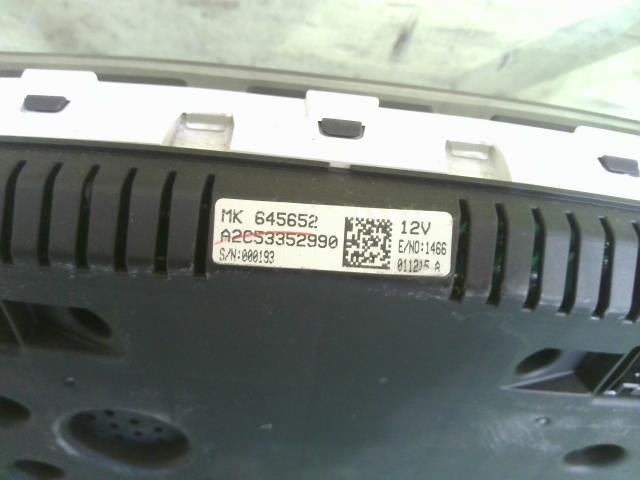 MK 645652
A2C53352990
S/N:000193
12V
E/NO:1466
011215 A